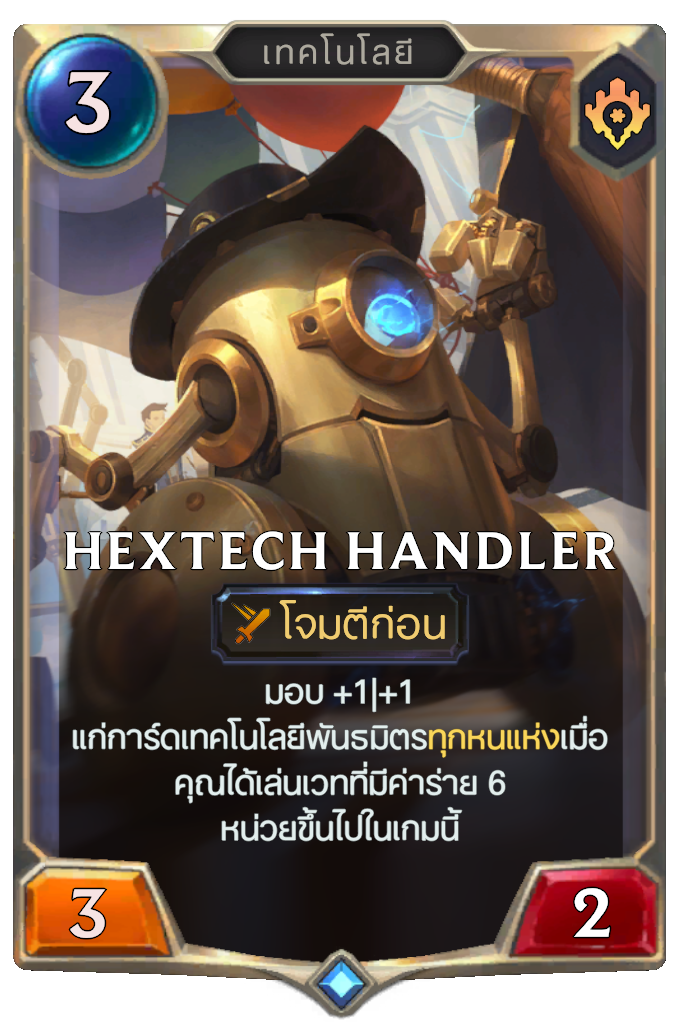 3
เทคโนโลยี
HEXTECH HANDLER
โจมตีก่อน
มอบ +1|+1
แก่การ์ดเทคโนโลยีพันธมิตรทุกหนแห่งเมื่อ
คุณได้เล่นเวทที่มีค่าร่าย 6
หน่วยขึ้นไปในเกมนี้
3
2